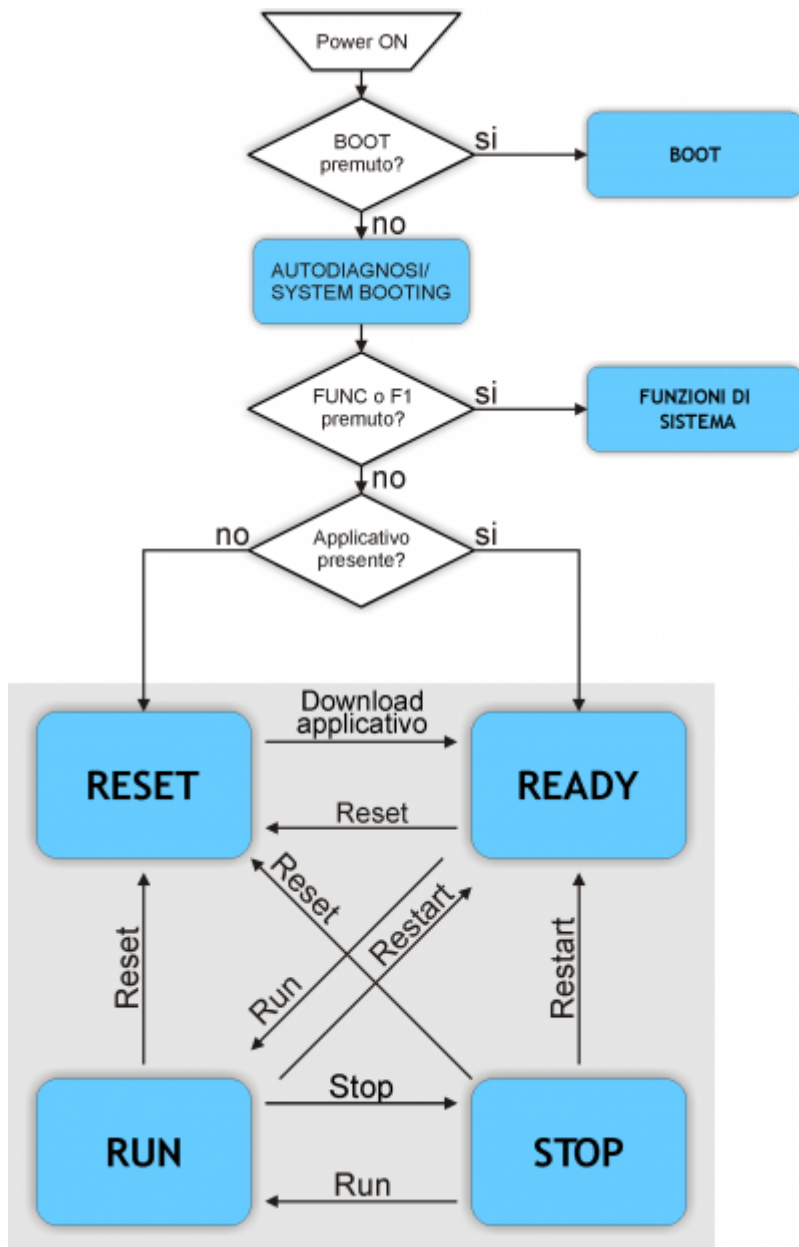 Power ON
BOOT
premuto?
si
BOOT
no
AUTODIAGNOSI/
SYSTEM BOOTING
FUNC o F1
premuto?
si
FUNZIONI DI
SISTEMA
no
no
Applicativo
presente?
si
RESET
Download
applicativo
READY
Reset
Reset
Restart
Reset
Run
Restart
RUN
Stop
STOP
Run